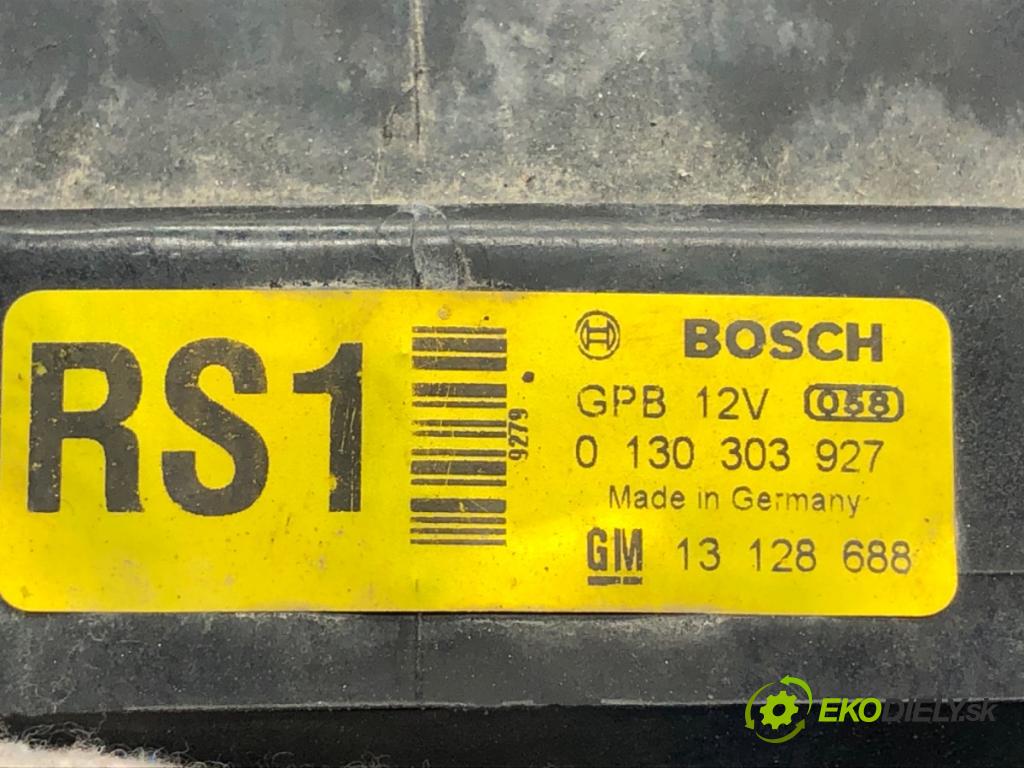 RS1
9279
BOSCH
GPB 12V 058
0 130 303 927
Made in Germany
GM 13 128 688
EKODIELY.SK